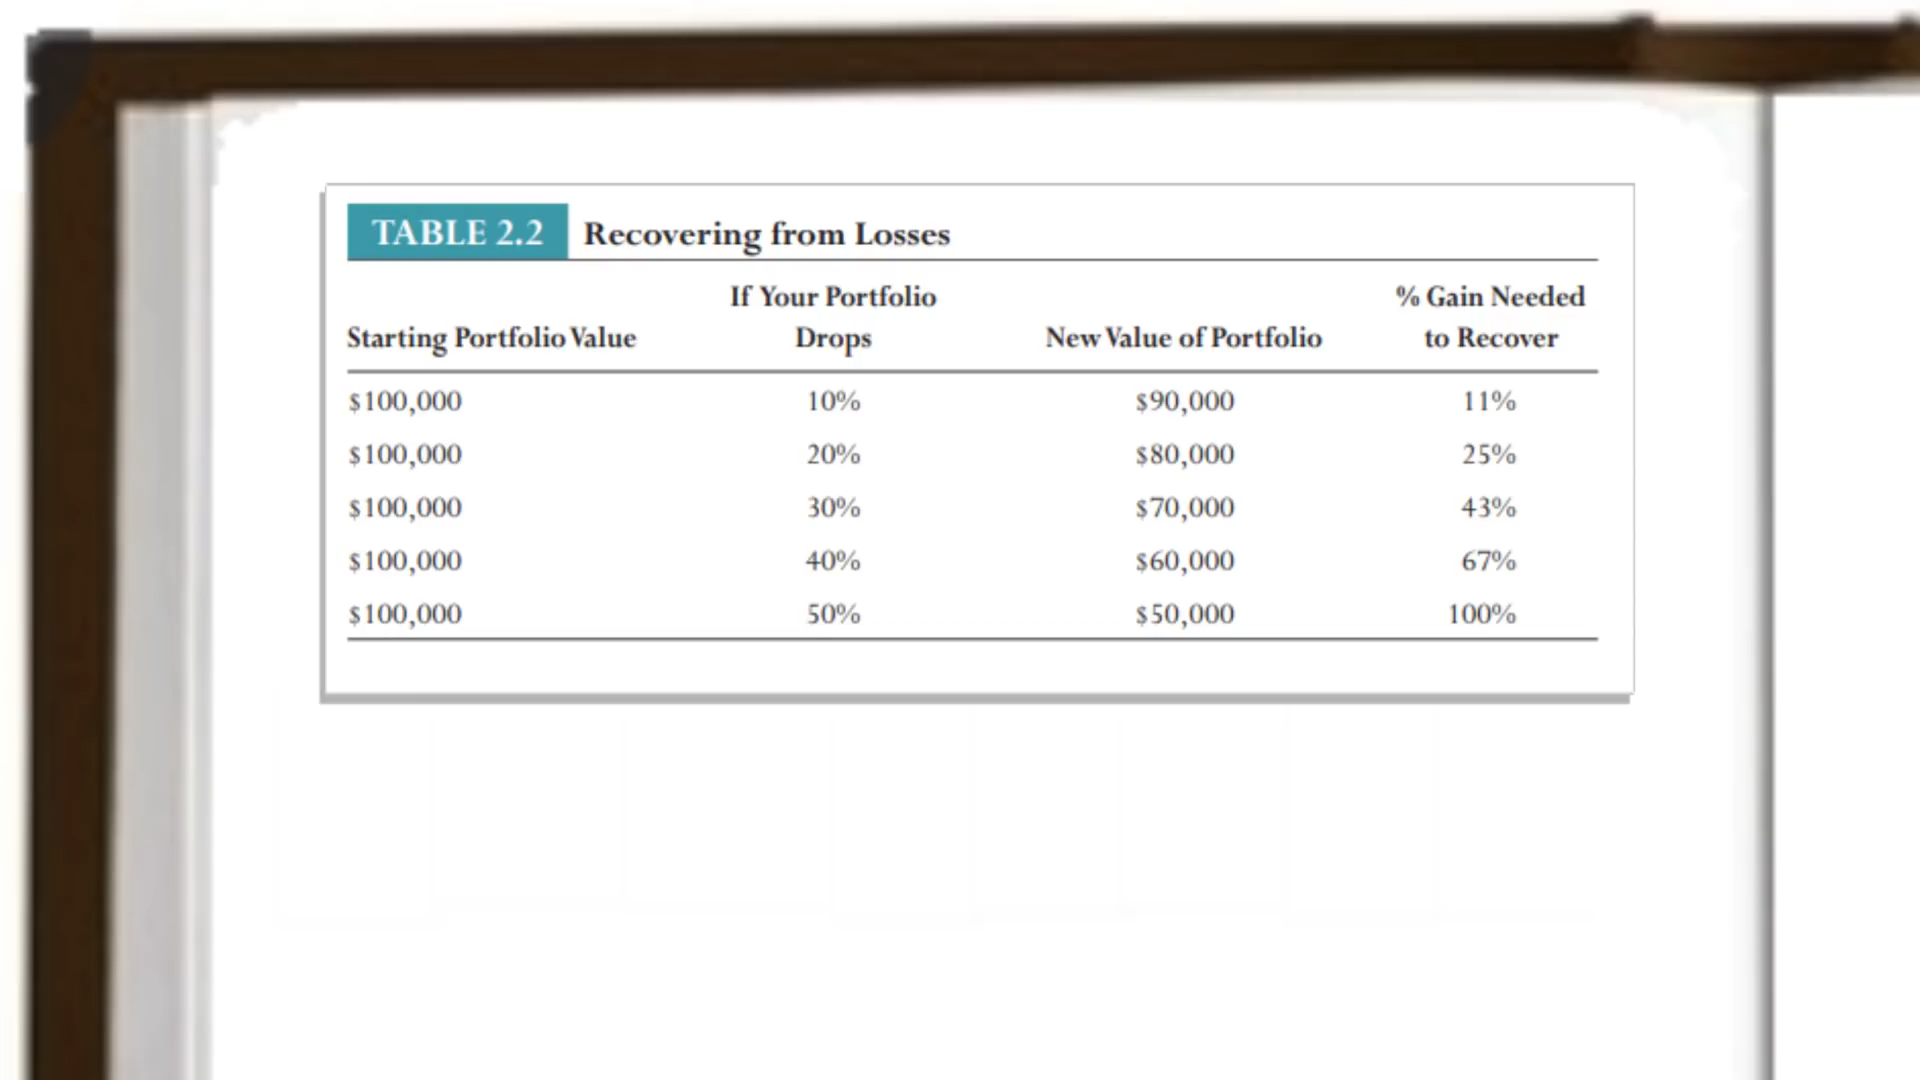 TABLE 2.2 Recovering from Losses
If Your Portfolio % Gain Needed
Starting Portfolio Value Drops New Value of Portfolio to Recover
$100,000 10% $90,000 11%
$100,000 20% $80,000 25%
$100,000 30% $70,000 43%
$100,000 40% $60,000 67%
$100,000 50% $50,000 100%